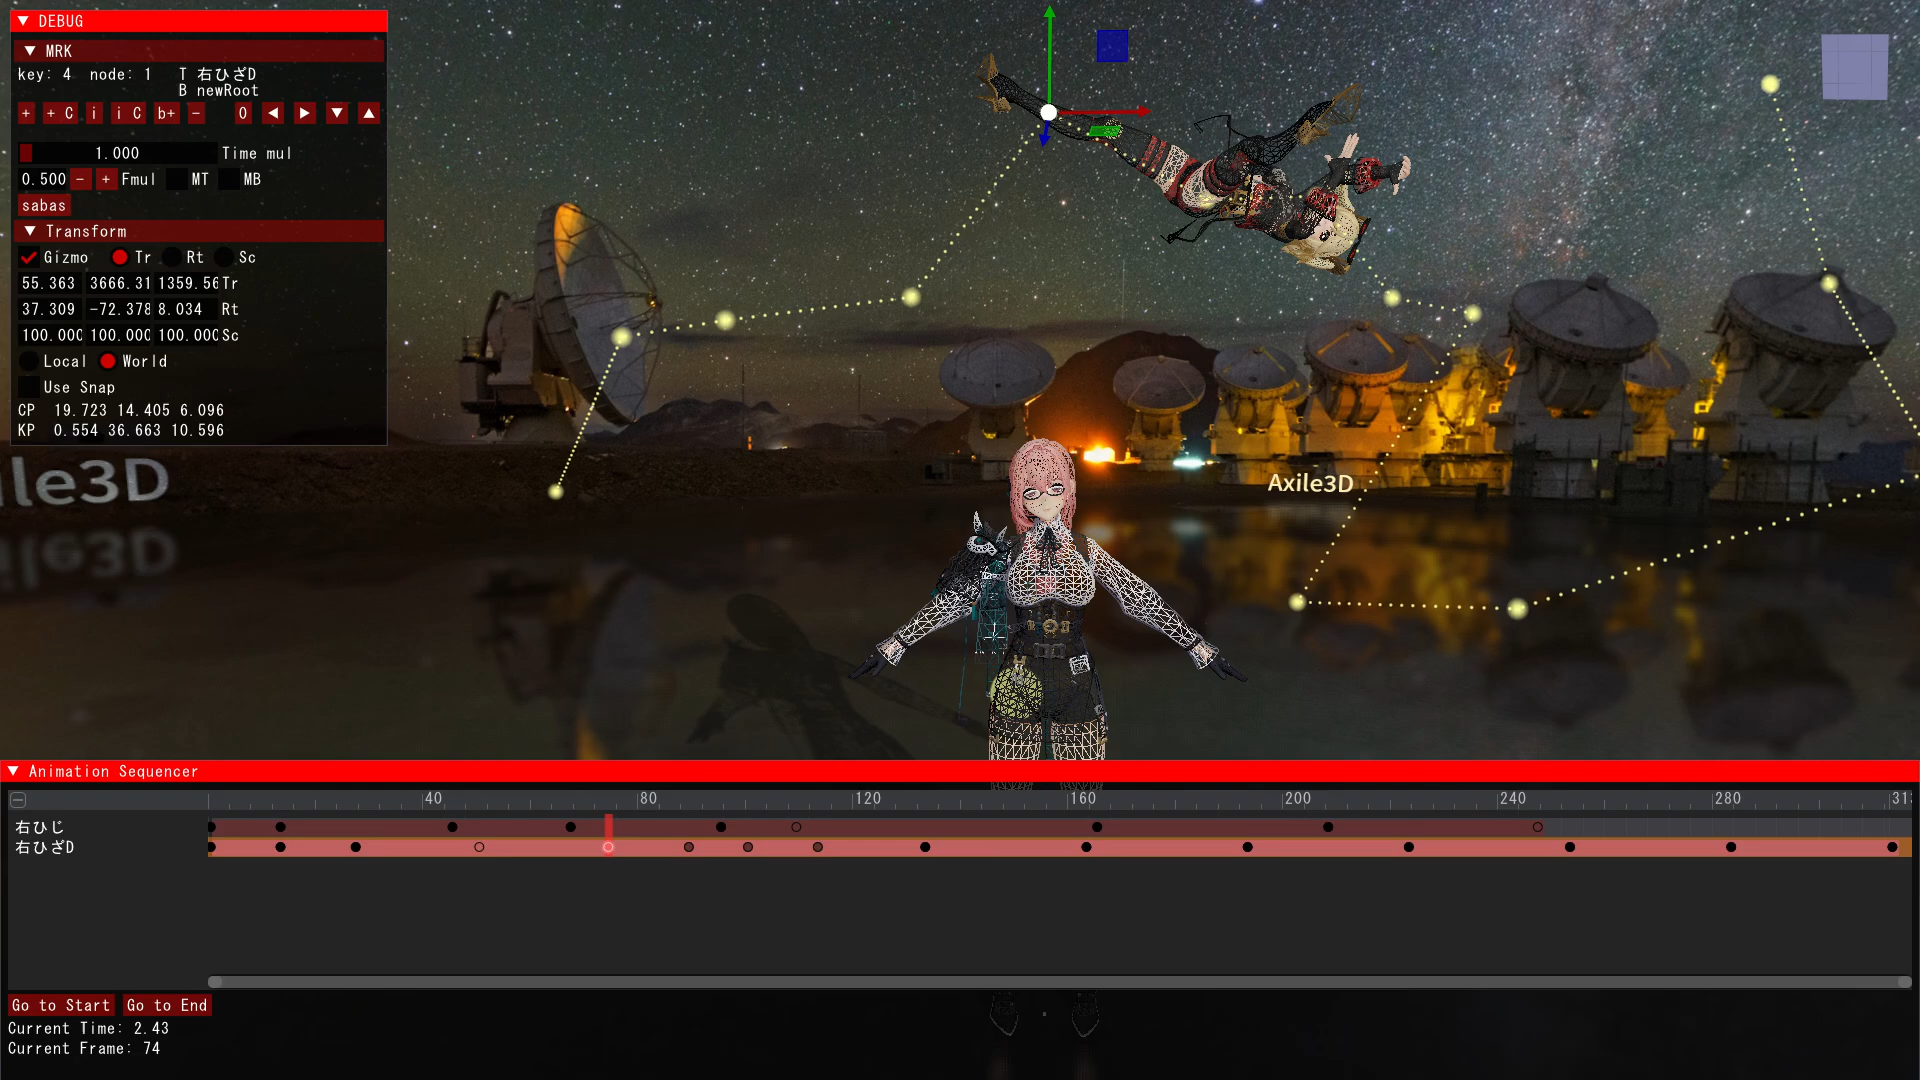 DEBUG
MRK
key: 4 node: 1 T 右ひざD
B newRoot
+ + C i i C b+ - 0
1.000 Time mul
0.500 - + Fmul MT MB
sabas
Transform
Gizmo Tr Rt Sc
55.363 3666.31 1359.56 Tr
37.309 -72.378 8.034 Rt
100.000 100.000 100.000 Sc
Local World
Use Snap
CP 19.723 14.405 6.096
KP 0.554 36.663 10.596
ile3D
Axile3D
Animation Sequencer
40 80 120 160 200 240 280 31
右ひじ
右ひざD
Go to Start Go to End
Current Time: 2.43
Current Frame: 74